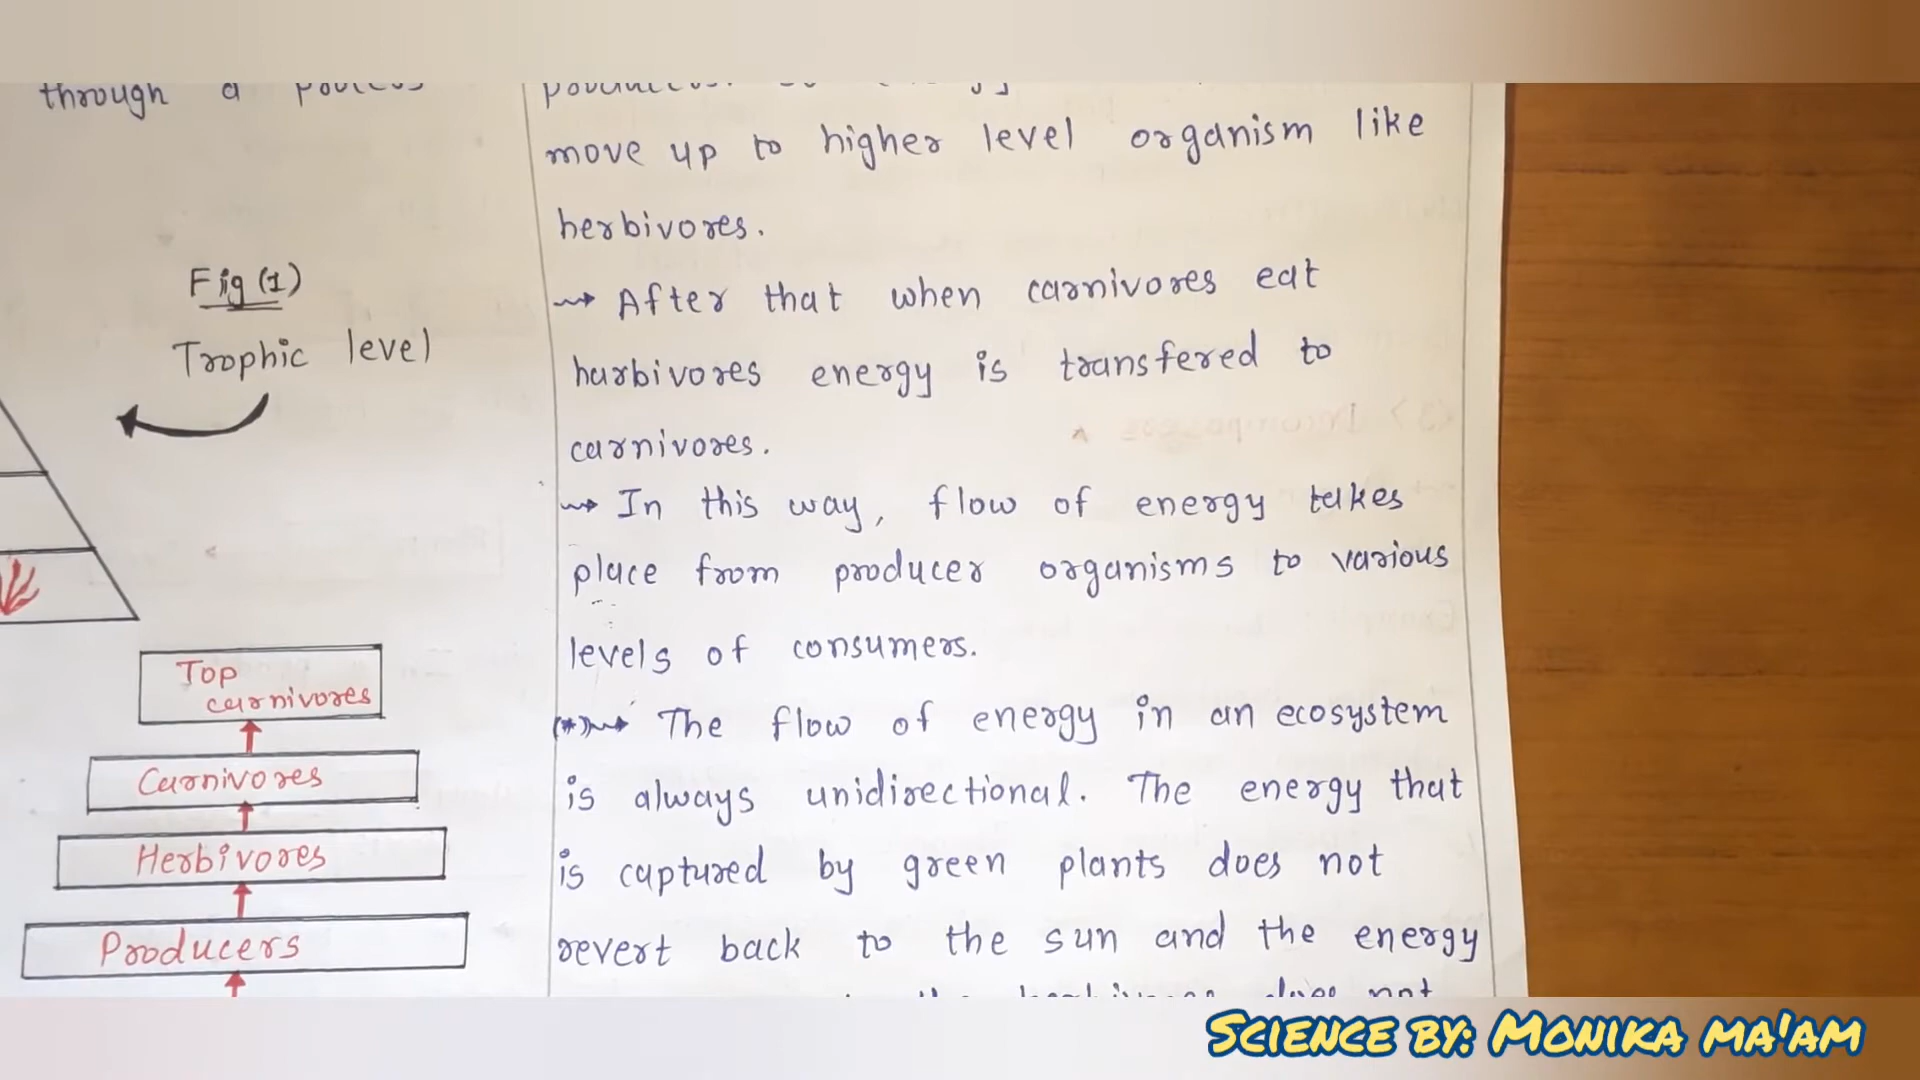 through a
move up to higher level organism like
herbivores.
Fig (1)
Trophic level
⇝ After that when carnivores eat
harbivores energy is transfered to
carnivores.
⇝ In this way, flow of energy takes
place from producer organisms to various
levels of consumers.
(*)⇝ The flow of energy in an ecosystem
is always unidirectional. The energy that
is captured by green plants does not
revert back to the sun and the energy
does not
Top
carnivores
Carnivores
Herbivores
Producers
Science by: Monika ma'am